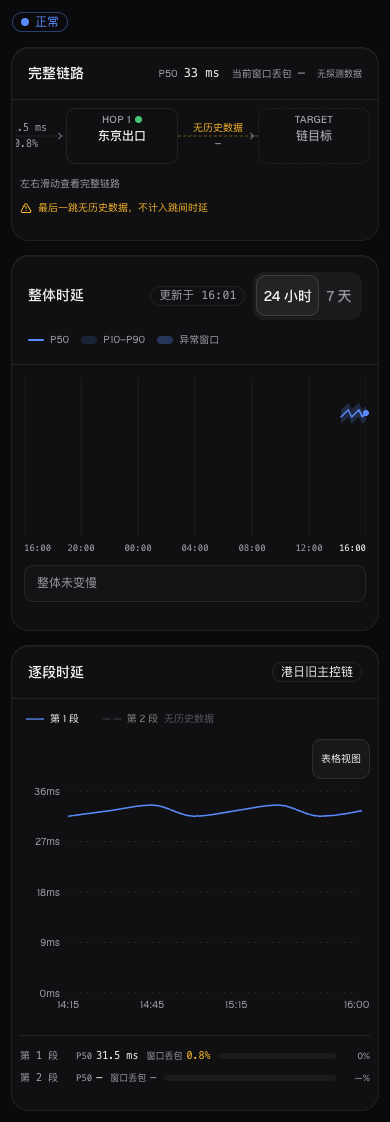 正常
完整链路 P50 33 ms 当前窗口丢包 — 无探测数据
.5 ms HOP 1 无历史数据 TARGET
0.8% 东京出口 — 链目标
左右滑动查看完整链路
最后一跳无历史数据，不计入跳间时延
整体时延 更新于 16:01 24 小时 7 天
P50 P10–P90 异常窗口
16:00 20:00 00:00 04:00 08:00 12:00 16:00
整体未变慢
逐段时延 港日旧主控链
第 1 段 第 2 段 无历史数据
表格视图
36ms
27ms
18ms
9ms
0ms
14:15 14:45 15:15 16:00
第 1 段 P50 31.5 ms 窗口丢包 0.8% 0%
第 2 段 P50 — 窗口丢包 — —%